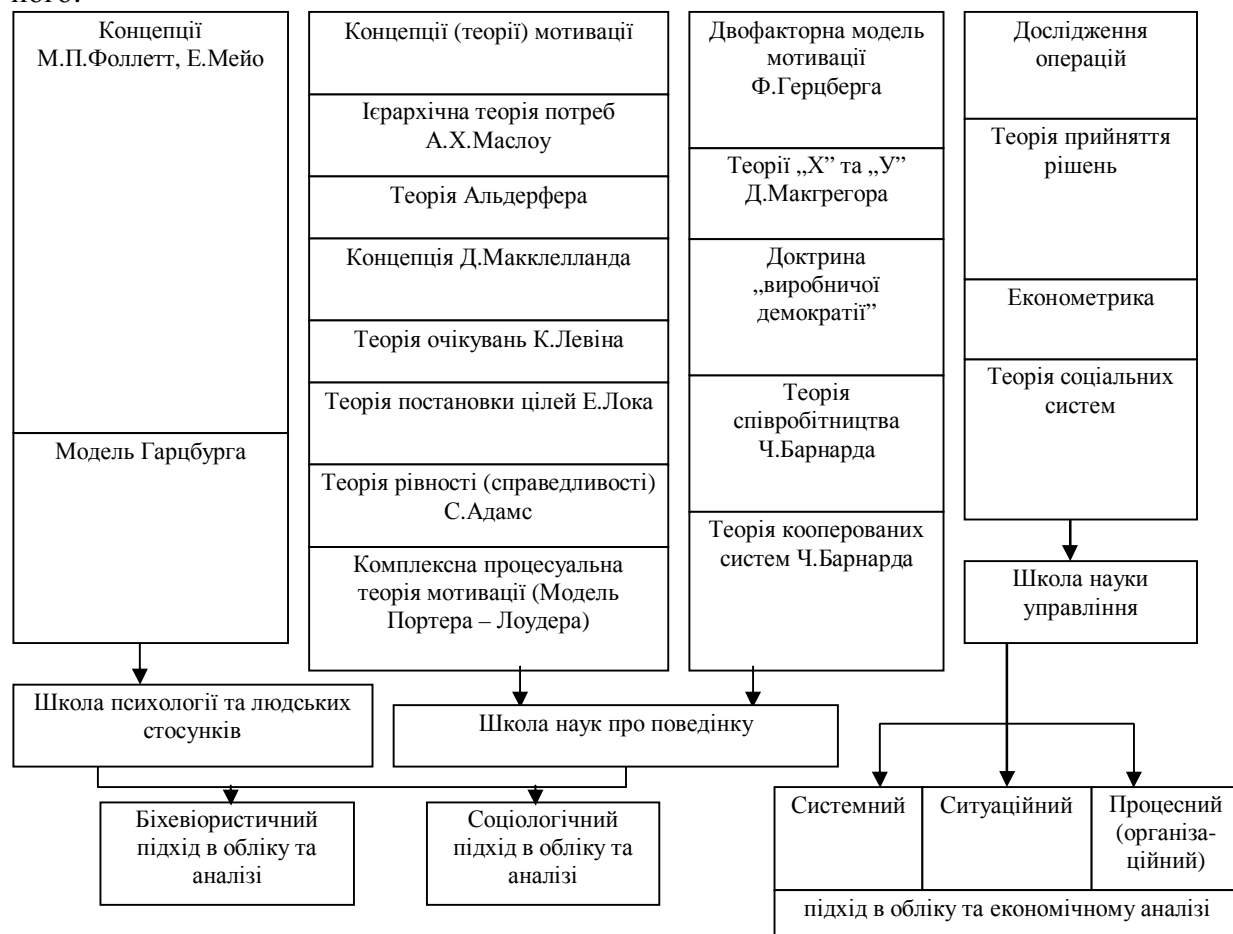 ного.
Концепції
М.П.Фоллетт, Е.Мейо
Модель Гарцбурга
Концепції (теорії) мотивації
Ієрархічна теорія потреб
А.Х.Маслоу
Теорія Альдерфера
Концепція Д.Макклелланда
Теорія очікувань К.Левіна
Теорія постановки цілей Е.Лока
Теорія рівності (справедливості)
С.Адамс
Комплексна процесуальна
теорія мотивації (Модель
Портера – Лоудера)
Двофакторна модель
мотивації
Ф.Герцберга
Теорії „Х” та „У”
Д.Макгрегора
Доктрина
„виробничої
демократії”
Теорія
співробітництва
Ч.Барнарда
Теорія кооперованих
систем Ч.Барнарда
Дослідження
операцій
Теорія прийняття
рішень
Економетрика
Теорія соціальних
систем
Школа науки
управління
Школа психології та людських
стосунків
Школа наук про поведінку
Біхевіористичний
підхід в обліку та
аналізі
Соціологічний
підхід в обліку та
аналізі
Системний
Ситуаційний
Процесний
(організа-
ційний)
підхід в обліку та економічному аналізі